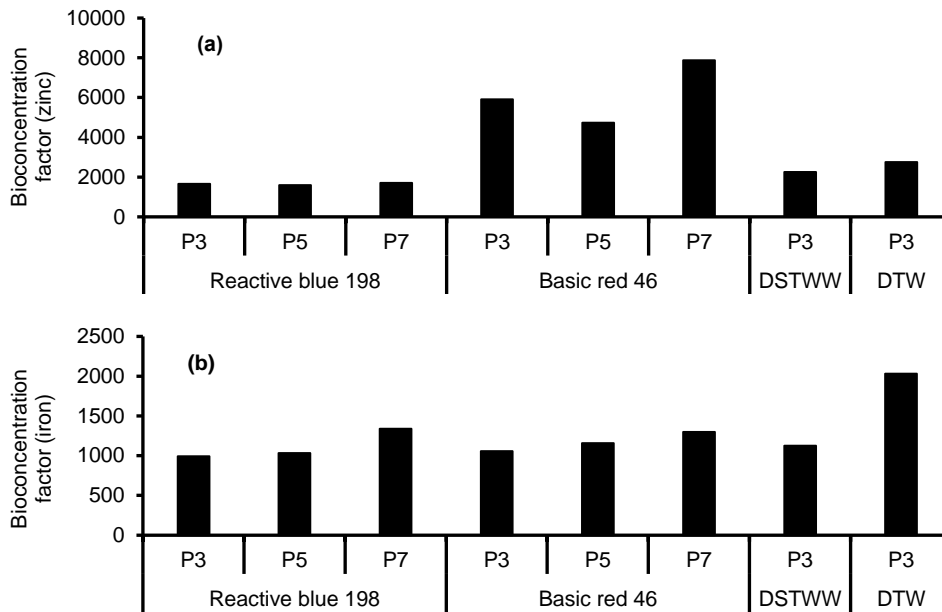 10000
8000
6000
4000
2000
0
Bioconcentration
factor (zinc)
(a)
P3 P5 P7 P3 P5 P7 P3 P3
Reactive blue 198 Basic red 46 DSTWW DTW
2500
2000
1500
1000
500
0
Bioconcentration
factor (iron)
(b)
P3 P5 P7 P3 P5 P7 P3 P3
Reactive blue 198 Basic red 46 DSTWW DTW